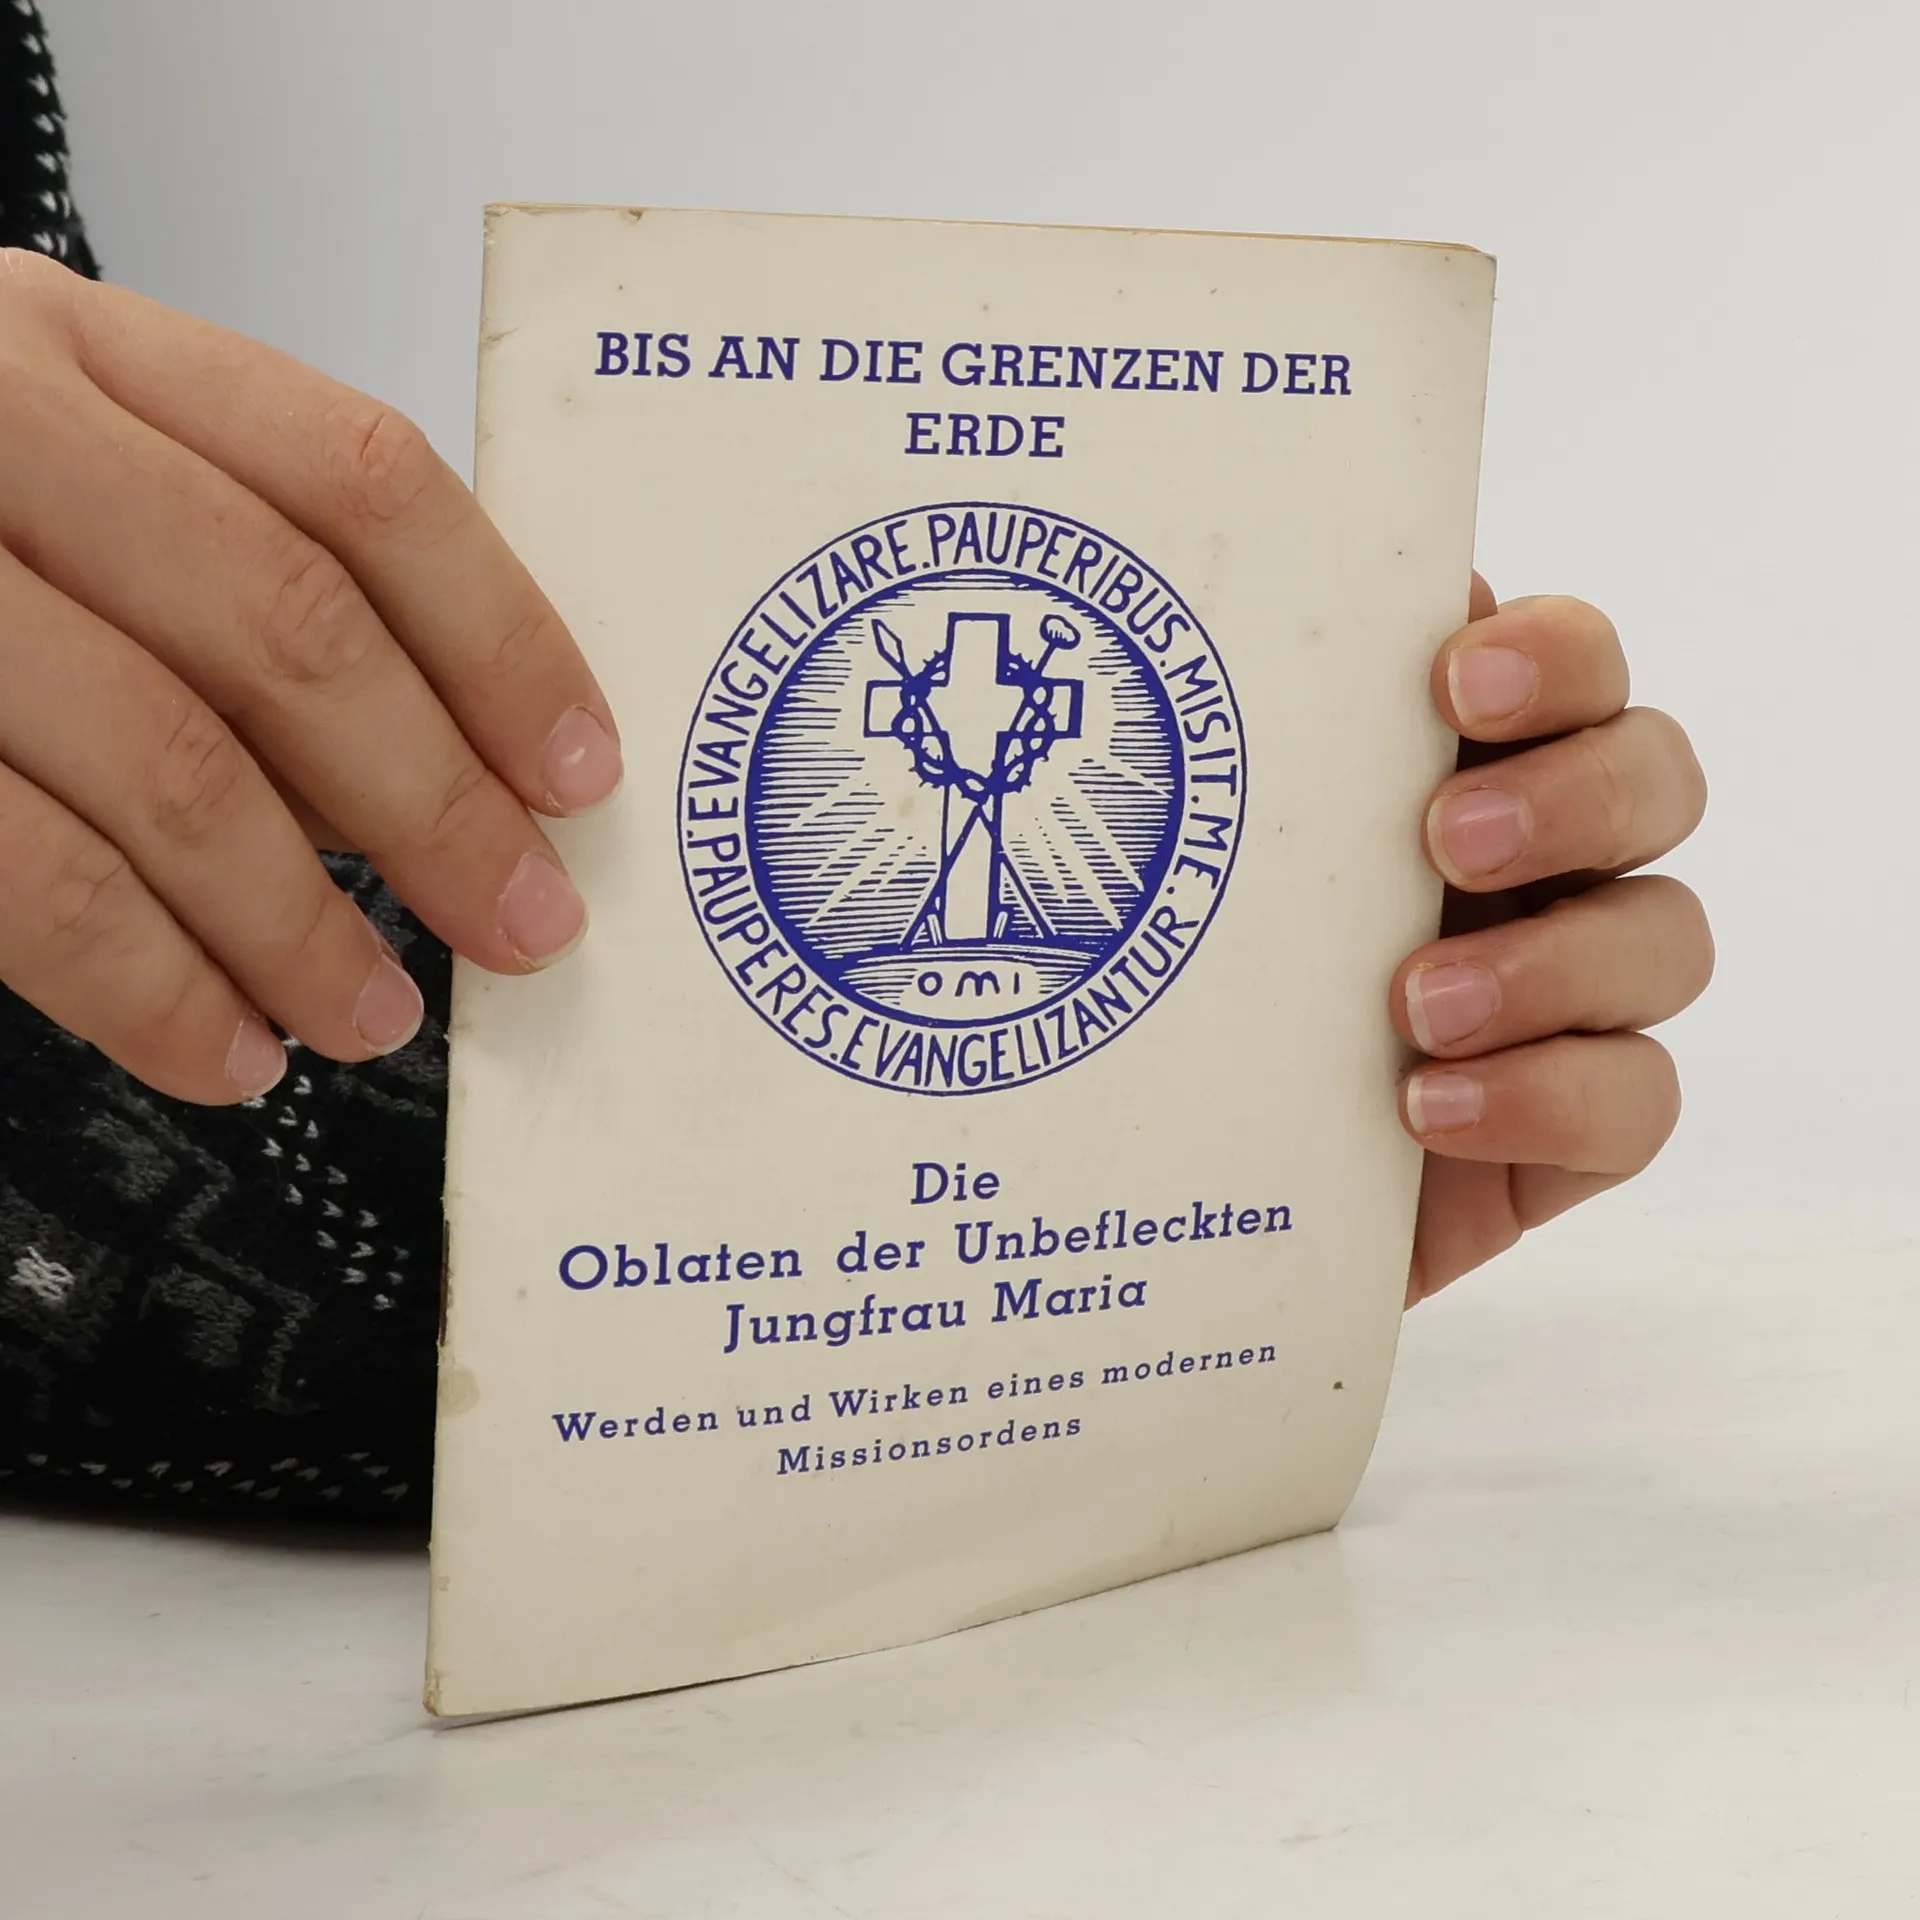 BIS AN DIE GRENZEN DER
ERDE
EVANGELIZARE. PAUPERIBUS. MISIT. ME. PAUPERES. EVANGELIZANTUR
OMI
Die
Oblaten der Unbefleckten
Jungfrau Maria
Werden und Wirken eines modernen
Missionsordens